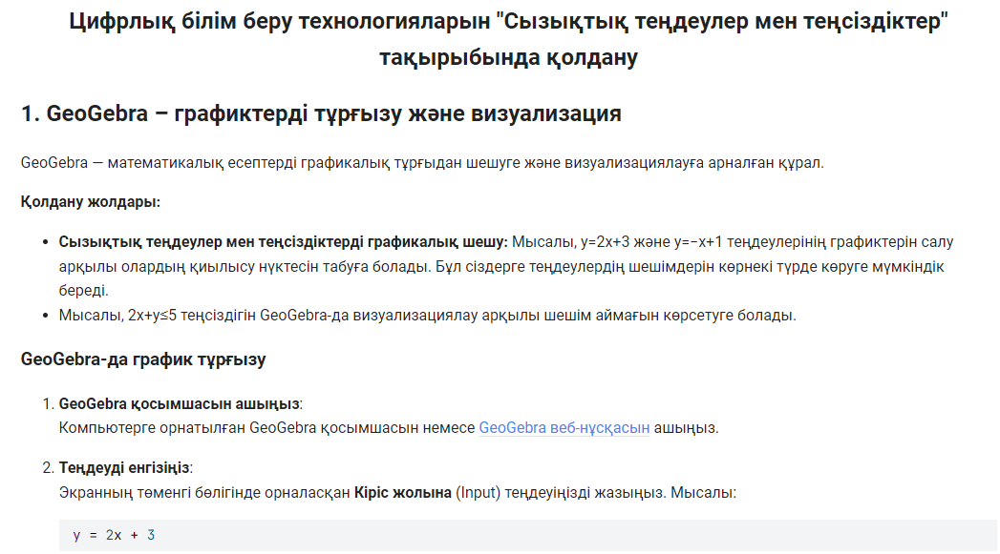 Цифрлық білім беру технологияларын "Сызықтық теңдеулер мен теңсіздіктер"
тақырыбында қолдану
1. GeoGebra – графиктерді тұрғызу және визуализация
GeoGebra — математикалық есептерді графикалық тұрғыдан шешуге және визуализациялауға арналған құрал.
Қолдану жолдары:
• Сызықтық теңдеулер мен теңсіздіктерді графикалық шешу: Мысалы, y=2x+3 және y=−x+1 теңдеулерінің графиктерін салу
арқылы олардың қиылысу нүктесін табуға болады. Бұл сіздерге теңдеулердің шешімдерін көрнекі түрде көруге мүмкіндік
береді.
• Мысалы, 2x+y≤5 теңсіздігін GeoGebra-да визуализациялау арқылы шешім аймағын көрсетуге болады.
GeoGebra-да график тұрғызу
1. GeoGebra қосымшасын ашыңыз:
Компьютерге орнатылған GeoGebra қосымшасын немесе GeoGebra веб-нұсқасын ашыңыз.
2. Теңдеуді енгізіңіз:
Экранның төменгі бөлігінде орналасқан Кіріс жолына (Input) теңдеуіңізді жазыңыз. Мысалы:
y = 2x + 3